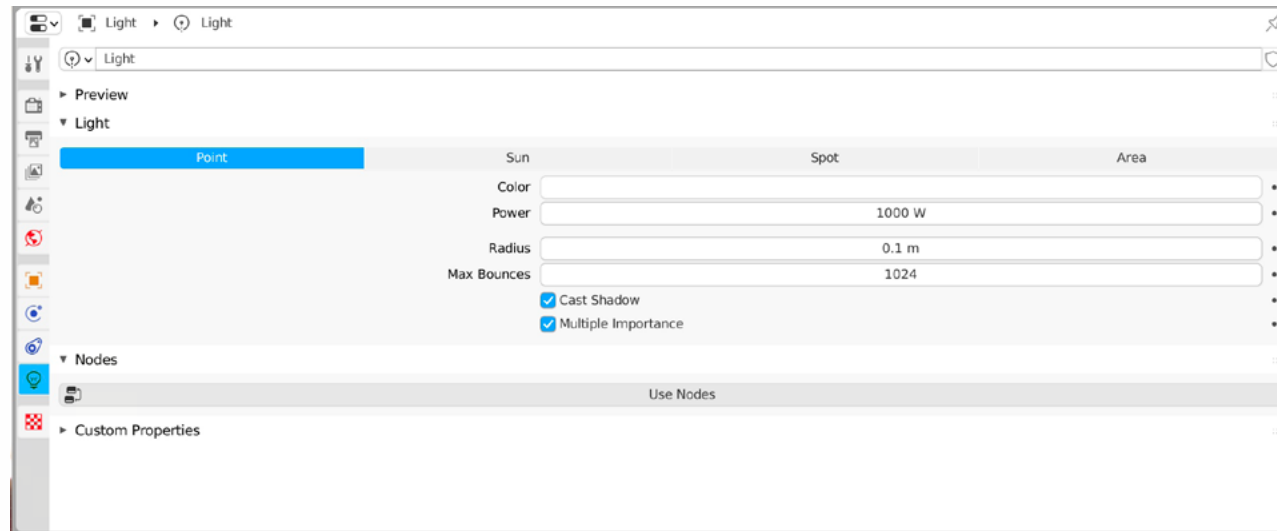 Light Light
Light
Preview
Light
Point Sun Spot Area
Color
Power 1000 W
Radius 0.1 m
Max Bounces 1024
Cast Shadow
Multiple Importance
Nodes
Use Nodes
Custom Properties